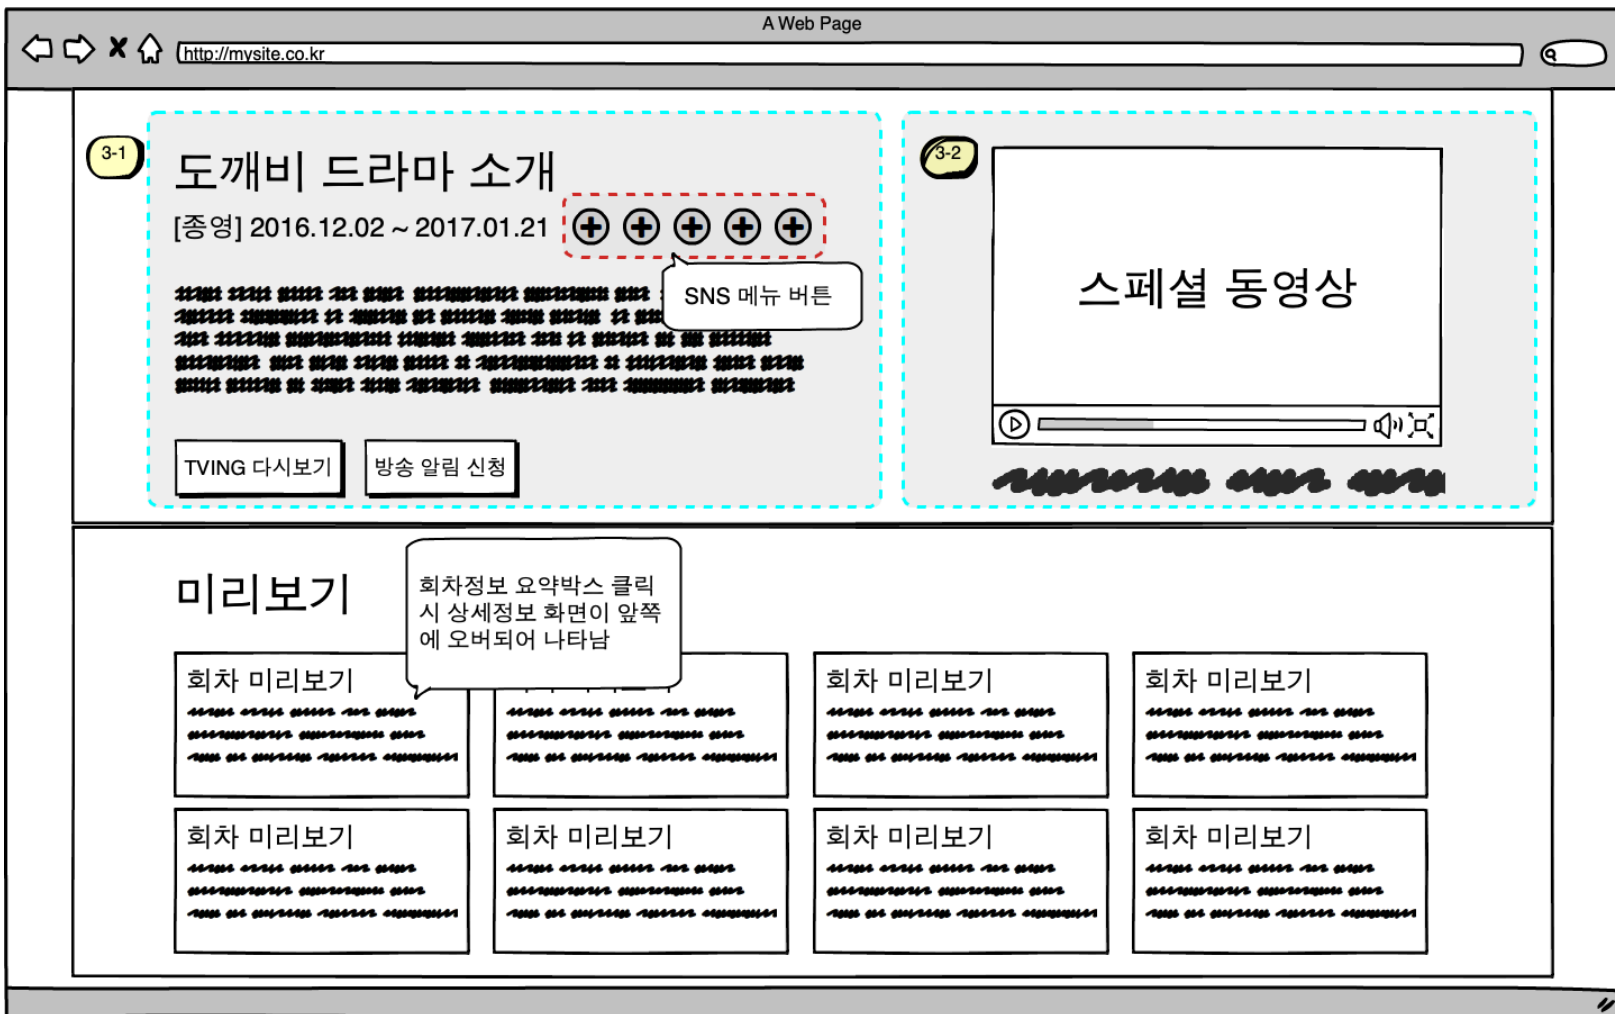 A Web Page
http://mysite.co.kr
3-1
도깨비 드라마 소개
[종영] 2016.12.02 ~ 2017.01.21
SNS 메뉴 버튼
TVING 다시보기
방송 알림 신청
3-2
스페셜 동영상
미리보기
회차정보 요약박스 클릭
시 상세정보 화면이 앞쪽
에 오버되어 나타남
회차 미리보기
회차 미리보기
회차 미리보기
회차 미리보기
회차 미리보기
회차 미리보기
회차 미리보기